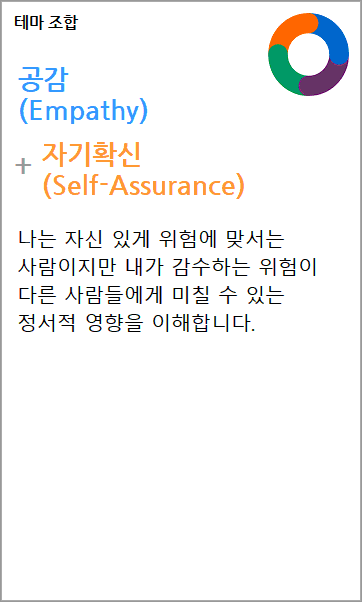 테마 조합
공감
(Empathy)
+ 자기확신
(Self-Assurance)
나는 자신 있게 위험에 맞서는
사람이지만 내가 감수하는 위험이
다른 사람들에게 미칠 수 있는
정서적 영향을 이해합니다.